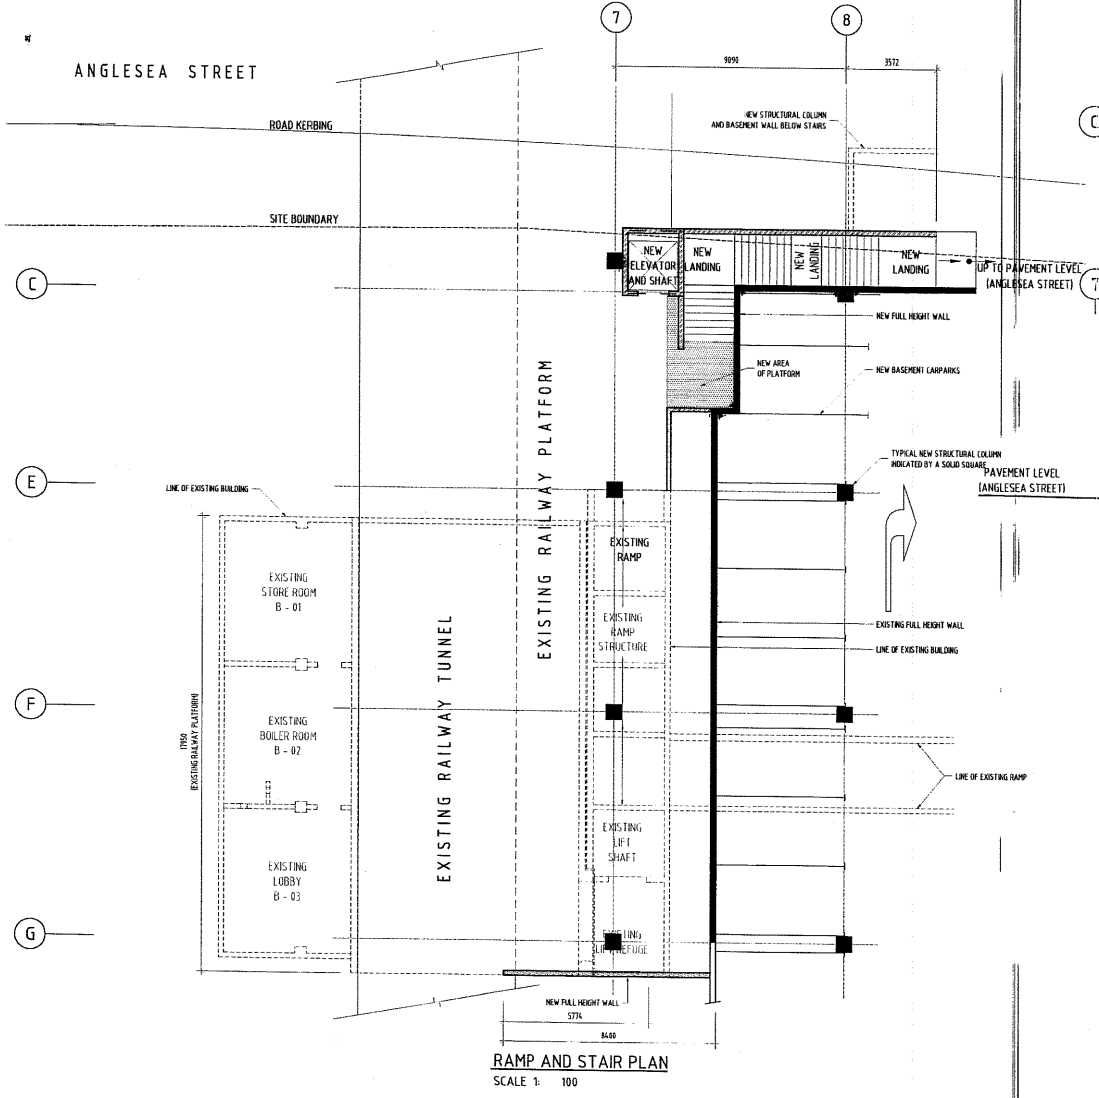 7
8
ANGLESEA STREET
9090
3572
NEW STRUCTURAL COLUMN
AND BASEMENT WALL BELOW STAIRS
ROAD KERBING
SITE BOUNDARY
C
NEW
ELEVATOR
AND SHAFT
NEW
LANDING
NEW
LANDING
NEW
LANDING
UP TO PAVEMENT LEVEL
(ANGLESEA STREET)
7
NEW FULL HEIGHT WALL
NEW AREA
OF PLATFORM
NEW BASEMENT CARPARKS
EXISTING RAILWAY PLATFORM
E
TYPICAL NEW STRUCTURAL COLUMN
INDICATED BY A SOLID SQUARE
PAVEMENT LEVEL
(ANGLESEA STREET)
LINE OF EXISTING BUILDING
EXISTING
RAMP
EXISTING
STORE ROOM
B - 01
EXISTING
RAMP
STRUCTURE
EXISTING FULL HEIGHT WALL
LINE OF EXISTING BUILDING
EXISTING RAILWAY TUNNEL
F
EXISTING
BOILER ROOM
B - 02
17950
(EXISTING RAILWAY PLATFORM)
LINE OF EXISTING RAMP
EXISTING
LIFT
SHAFT
EXISTING
LOBBY
B - 03
G
EXISTING
LIFT REFUGE
NEW FULL HEIGHT WALL
5774
8400
RAMP AND STAIR PLAN
SCALE 1: 100